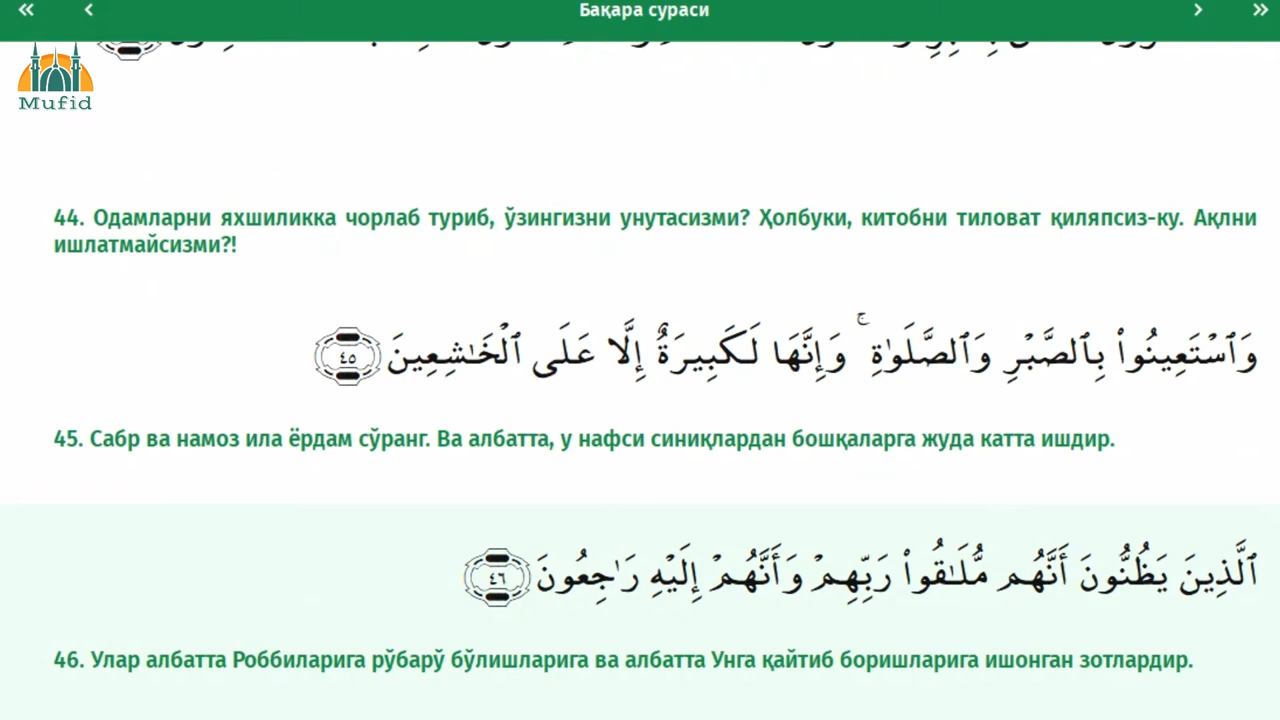 Бақара сураси
Mufid
44. Одамларни яхшиликка чорлаб туриб, ўзингизни унутасизми? Ҳолбуки, китобни тиловат қиляпсиз-ку. Ақлни
ишлатмайсизми?!
وَٱسْتَعِينُوا۟ بِٱلصَّبْرِ وَٱلصَّلَوٰةِ ۚ وَإِنَّهَا لَكَبِيرَةٌ إِلَّا عَلَى ٱلْخَـٰشِعِينَ ٤٥
45. Сабр ва намоз ила ёрдам сўранг. Ва албатта, у нафси синиқлардан бошқаларга жуда катта ишдир.
ٱلَّذِينَ يَظُنُّونَ أَنَّهُم مُّلَـٰقُوا۟ رَبِّهِمْ وَأَنَّهُمْ إِلَيْهِ رَٰجِعُونَ ٤٦
46. Улар албатта Роббиларига рўбарў бўлишларига ва албатта Унга қайтиб боришларига ишонган зотлардир.